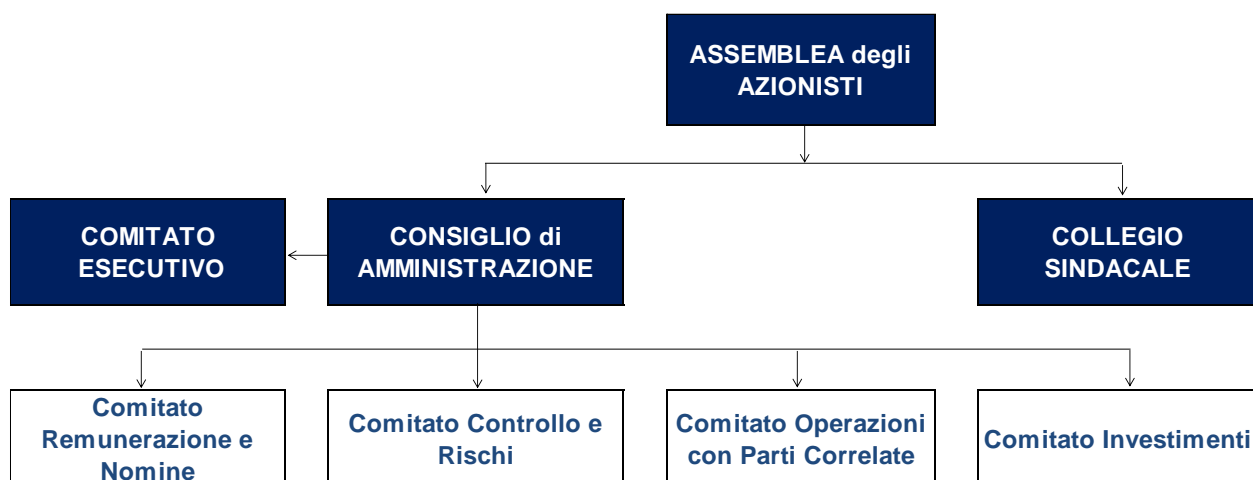 ASSEMBLEA degli
AZIONISTI
COMITATO
ESECUTIVO
CONSIGLIO di
AMMINISTRAZIONE
COLLEGIO
SINDACALE
Comitato
Remunerazione e
Nomine
Comitato Controllo e
Rischi
Comitato Operazioni
con Parti Correlate
Comitato Investimenti